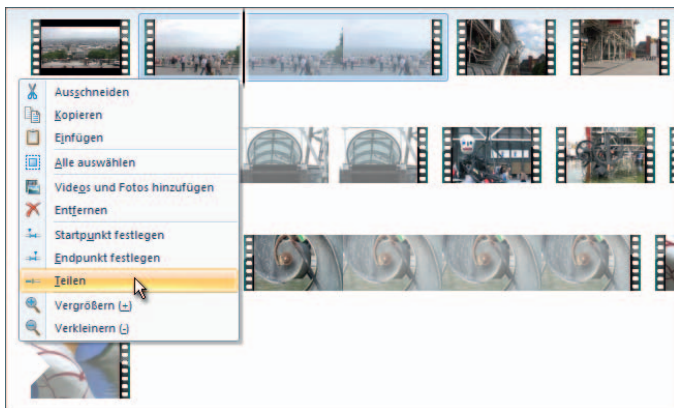 Ausschneiden
Kopieren
Einfügen
Alle auswählen
Videos und Fotos hinzufügen
Entfernen
Startpunkt festlegen
Endpunkt festlegen
Teilen
Vergrößern (+)
Verkleinern (-)